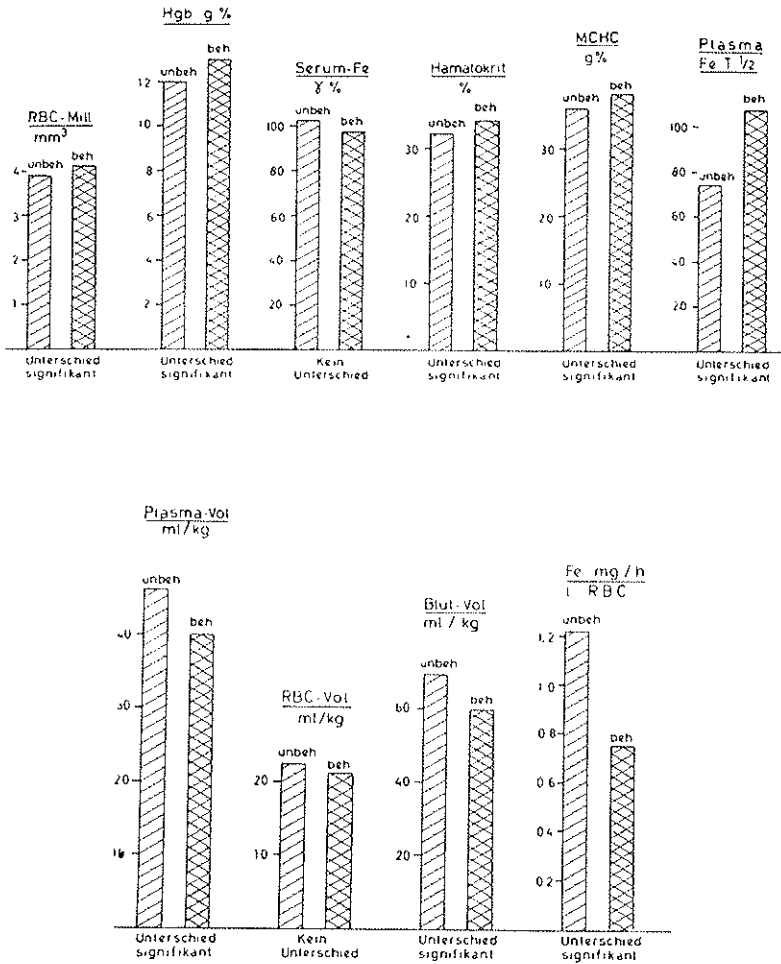 RBC-Mill
mm³
4
3
2
1
unbeh
beh
Unterschied
signifikant
Hgb g %
12
10
8
6
4
2
unbeh
beh
Unterschied
signifikant
Serum-Fe
γ %
100
80
60
40
20
unbeh
beh
Kein
Unterschied
Hamatokrit
%
30
20
10
unbeh
beh
Unterschied
signifikant
MCHC
g%
30
20
10
unbeh
beh
Unterschied
signifikant
Plasma
Fe T 1/2
100
80
60
40
20
unbeh
beh
Unterschied
signifikant
Plasma-Vol
ml/kg
40
30
20
10
unbeh
beh
Unterschied
signifikant
RBC-Vol
ml/kg
20
10
unbeh
beh
Kein
Unterschied
Blut-Vol
ml/kg
60
40
20
unbeh
beh
Unterschied
signifikant
Fe mg/h
l RBC
1.2
1 0
0 8
0 6
0 4
0 2
unbeh
beh
Unterschied
signifikant